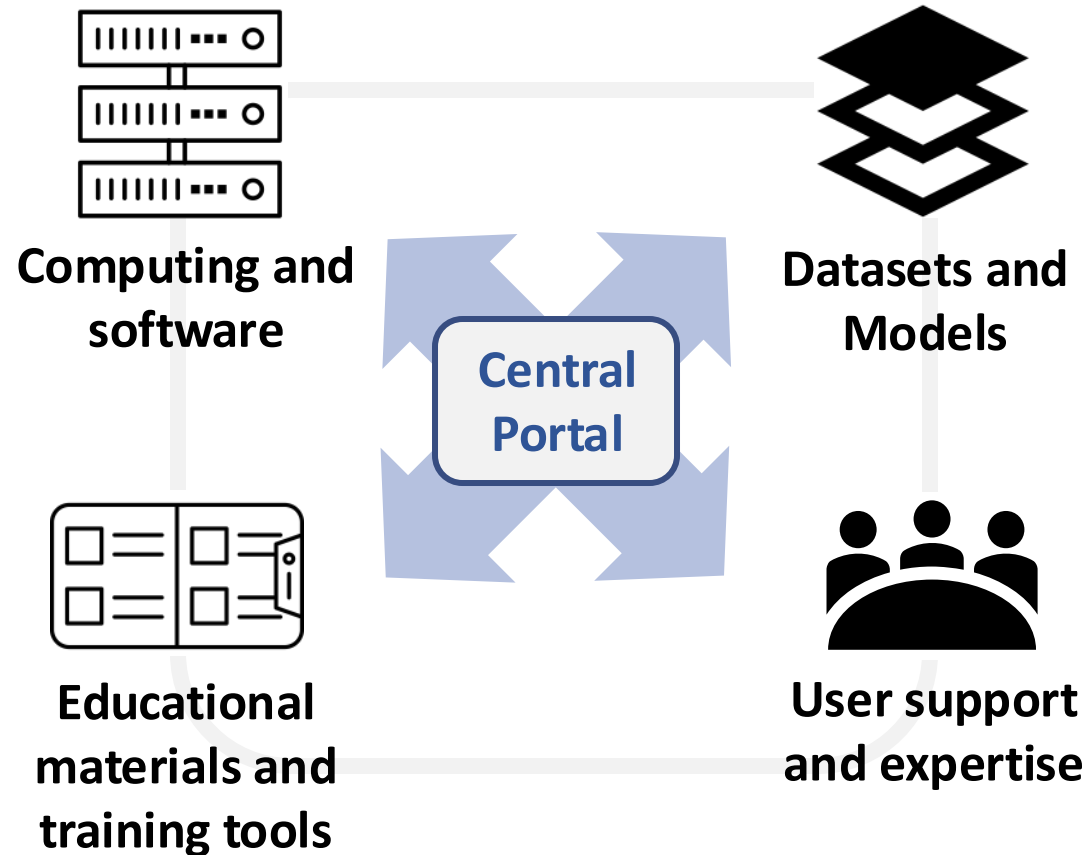 Computing and
software
Datasets and
Models
Central
Portal
Educational
materials and
training tools
User support
and expertise